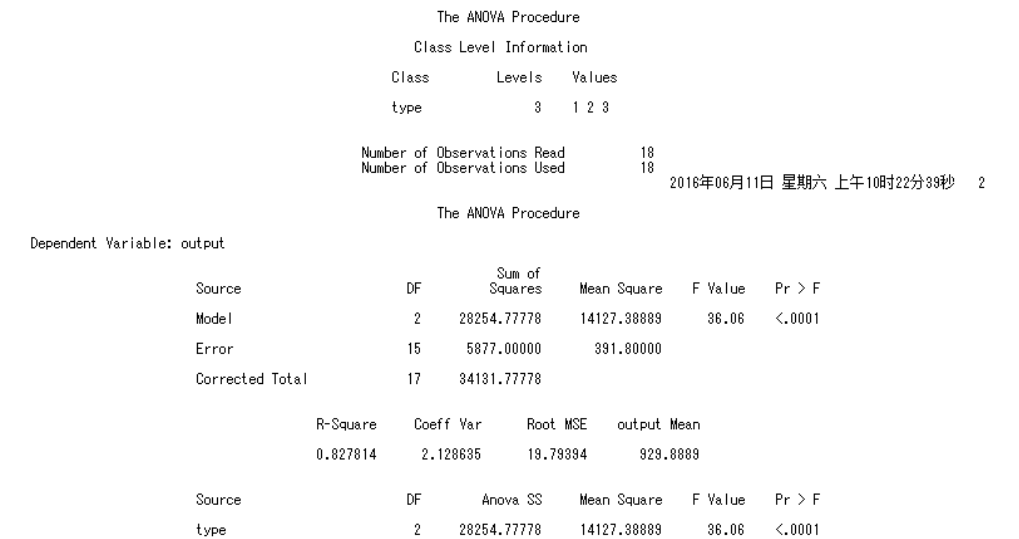 The ANOVA Procedure
Class Level Information
Class Levels Values
type 3 1 2 3
Number of Observations Read 18
Number of Observations Used 18
2016年06月11日 星期六 上午10时22分39秒 2
The ANOVA Procedure
Dependent Variable: output
Sum of
Source DF Squares Mean Square F Value Pr > F
Model 2 28254.77778 14127.38889 36.06 <.0001
Error 15 5877.00000 391.80000
Corrected Total 17 34131.77778
R-Square Coeff Var Root MSE output Mean
0.827814 2.128635 19.79394 929.8889
Source DF Anova SS Mean Square F Value Pr > F
type 2 28254.77778 14127.38889 36.06 <.0001